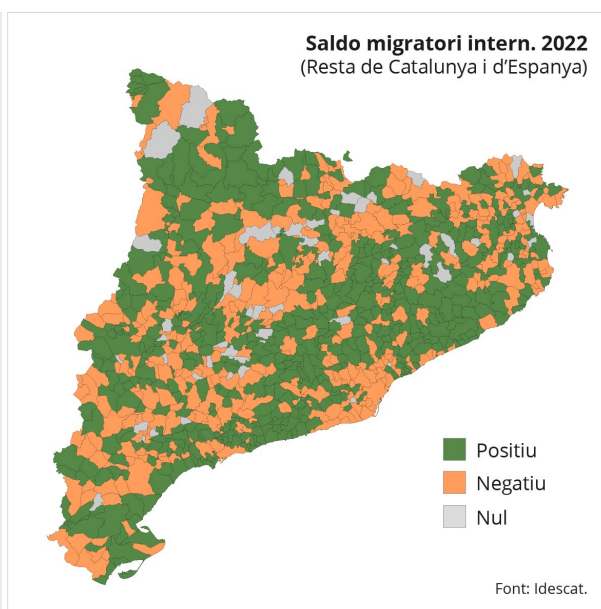 Saldo migratori intern. 2022
(Resta de Catalunya i d'Espanya)
Positiu
Negatiu
Nul
Font: Idescat.